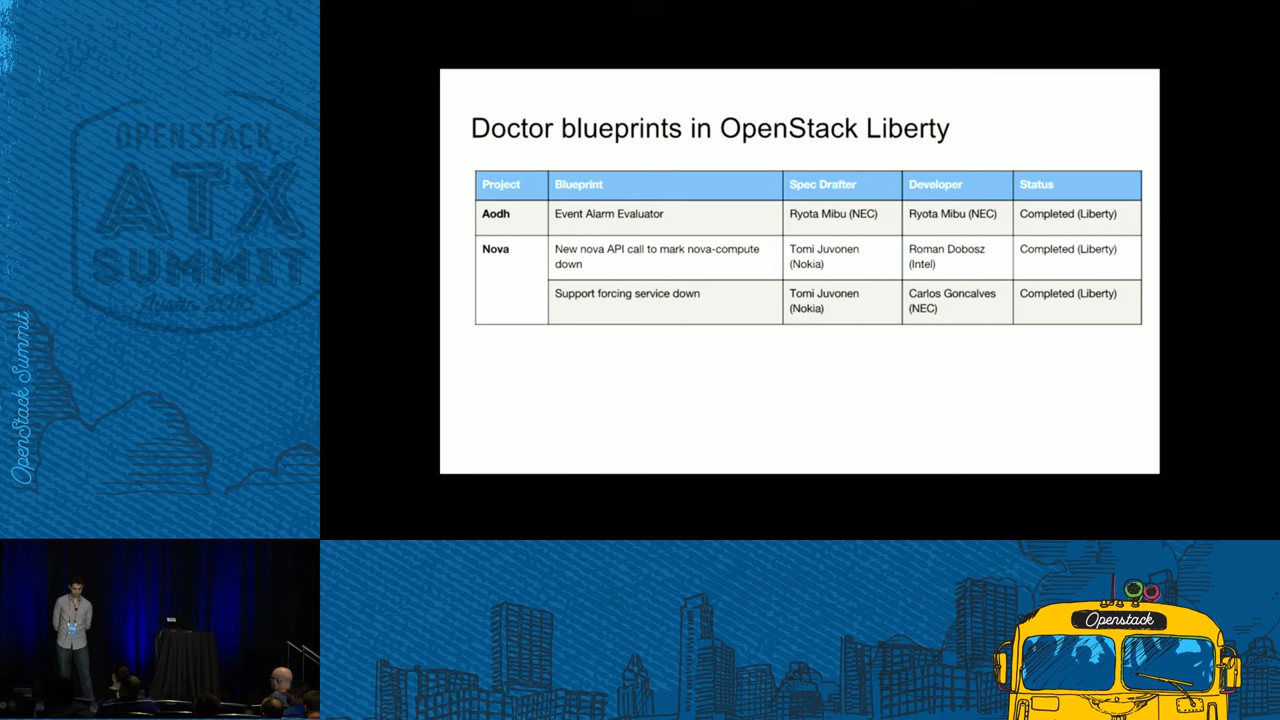 OPENSTACK
ATX
SUMMIT
OpenStack Summit
Doctor blueprints in OpenStack Liberty
Project Blueprint Spec Drafter Developer Status
Aodh Event Alarm Evaluator Ryota Mibu (NEC) Ryota Mibu (NEC) Completed (Liberty)
Nova New nova API call to mark nova-compute Tomi Juvonen Roman Dobosz Completed (Liberty)
down (Nokia) (Intel)
Support forcing service down Tomi Juvonen Carlos Goncalves Completed (Liberty)
(Nokia) (NEC)
Openstack